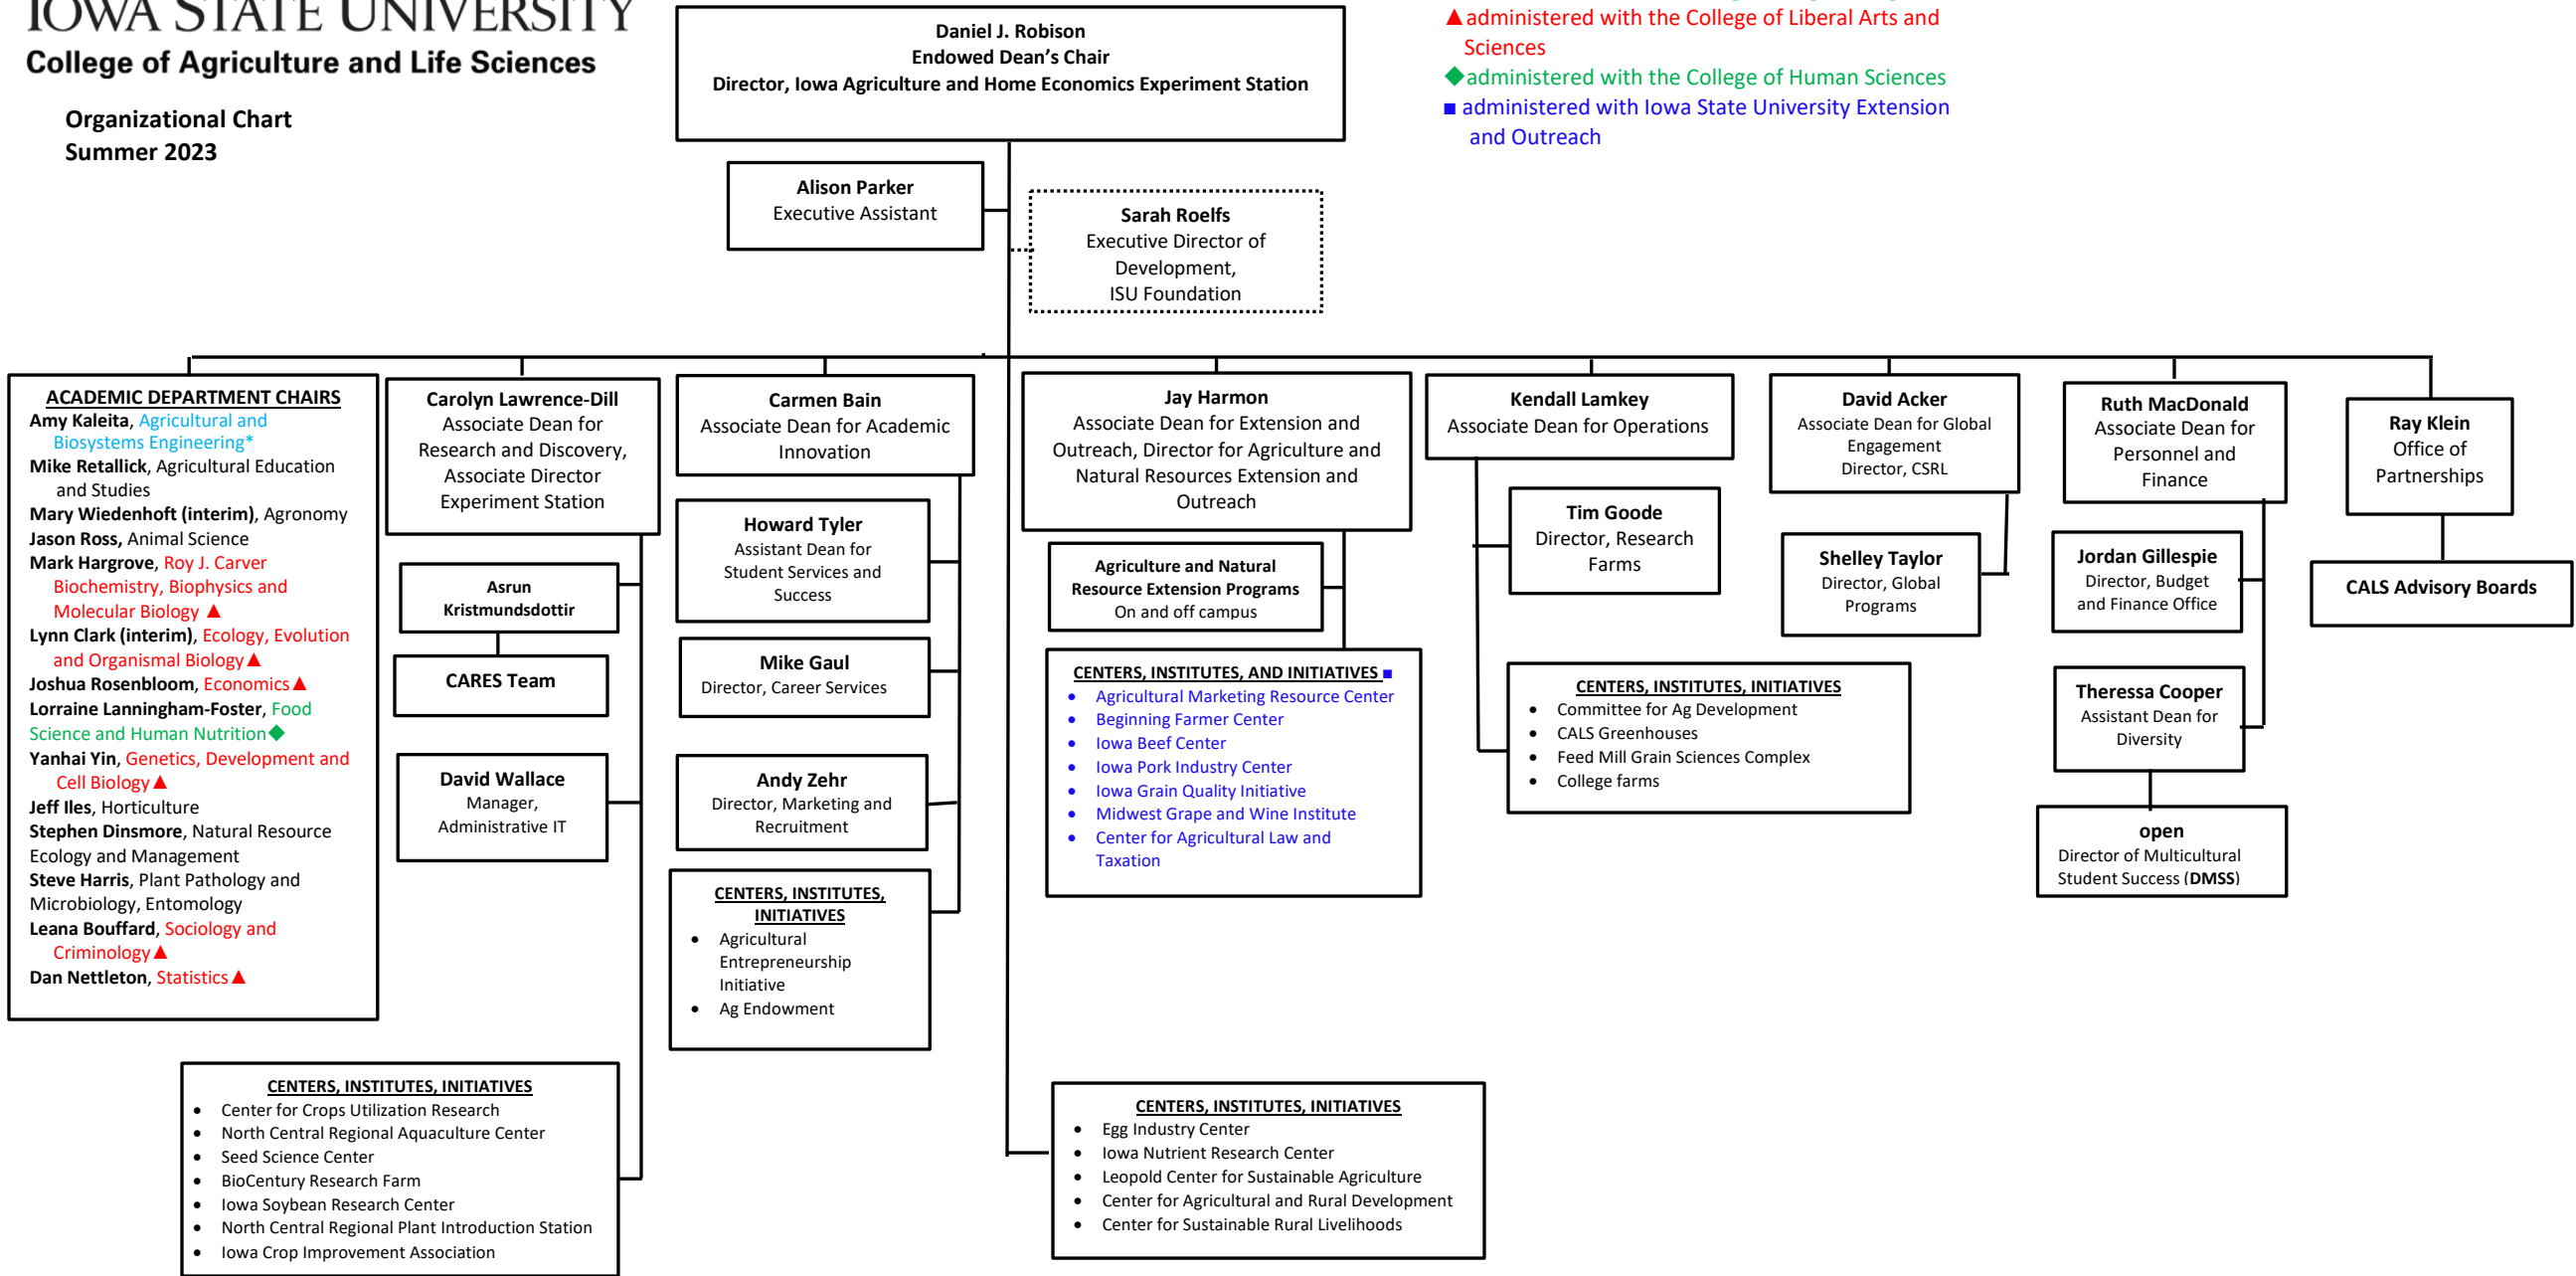 IOWA STATE UNIVERSITY
College of Agriculture and Life Sciences
Organizational Chart
Summer 2023
Daniel J. Robison
Endowed Dean's Chair
Director, Iowa Agriculture and Home Economics Experiment Station
▲administered with the College of Liberal Arts and
Sciences
◆administered with the College of Human Sciences
■ administered with Iowa State University Extension
and Outreach
Alison Parker
Executive Assistant
Sarah Roelfs
Executive Director of
Development,
ISU Foundation
ACADEMIC DEPARTMENT CHAIRS
Amy Kaleita, Agricultural and
Biosystems Engineering*
Mike Retallick, Agricultural Education
and Studies
Mary Wiedenhoft (interim), Agronomy
Jason Ross, Animal Science
Mark Hargrove, Roy J. Carver
Biochemistry, Biophysics and
Molecular Biology ▲
Lynn Clark (interim), Ecology, Evolution
and Organismal Biology▲
Joshua Rosenbloom, Economics▲
Lorraine Lanningham-Foster, Food
Science and Human Nutrition◆
Yanhai Yin, Genetics, Development and
Cell Biology▲
Jeff Iles, Horticulture
Stephen Dinsmore, Natural Resource
Ecology and Management
Steve Harris, Plant Pathology and
Microbiology, Entomology
Leana Bouffard, Sociology and
Criminology▲
Dan Nettleton, Statistics▲
Carolyn Lawrence-Dill
Associate Dean for
Research and Discovery,
Associate Director
Experiment Station
Asrun
Kristmundsdottir
CARES Team
David Wallace
Manager,
Administrative IT
CENTERS, INSTITUTES, INITIATIVES
• Center for Crops Utilization Research
• North Central Regional Aquaculture Center
• Seed Science Center
• BioCentury Research Farm
• Iowa Soybean Research Center
• North Central Regional Plant Introduction Station
• Iowa Crop Improvement Association
Carmen Bain
Associate Dean for Academic
Innovation
Howard Tyler
Assistant Dean for
Student Services and
Success
Mike Gaul
Director, Career Services
Andy Zehr
Director, Marketing and
Recruitment
CENTERS, INSTITUTES,
INITIATIVES
• Agricultural
Entrepreneurship
Initiative
• Ag Endowment
Jay Harmon
Associate Dean for Extension and
Outreach, Director for Agriculture and
Natural Resources Extension and
Outreach
Agriculture and Natural
Resource Extension Programs
On and off campus
CENTERS, INSTITUTES, AND INITIATIVES ■
• Agricultural Marketing Resource Center
• Beginning Farmer Center
• Iowa Beef Center
• Iowa Pork Industry Center
• Iowa Grain Quality Initiative
• Midwest Grape and Wine Institute
• Center for Agricultural Law and
Taxation
CENTERS, INSTITUTES, INITIATIVES
• Egg Industry Center
• Iowa Nutrient Research Center
• Leopold Center for Sustainable Agriculture
• Center for Agricultural and Rural Development
• Center for Sustainable Rural Livelihoods
Kendall Lamkey
Associate Dean for Operations
Tim Goode
Director, Research
Farms
CENTERS, INSTITUTES, INITIATIVES
• Committee for Ag Development
• CALS Greenhouses
• Feed Mill Grain Sciences Complex
• College farms
David Acker
Associate Dean for Global
Engagement
Director, CSRL
Shelley Taylor
Director, Global
Programs
Ruth MacDonald
Associate Dean for
Personnel and
Finance
Jordan Gillespie
Director, Budget
and Finance Office
Theressa Cooper
Assistant Dean for
Diversity
open
Director of Multicultural
Student Success (DMSS)
Ray Klein
Office of
Partnerships
CALS Advisory Boards